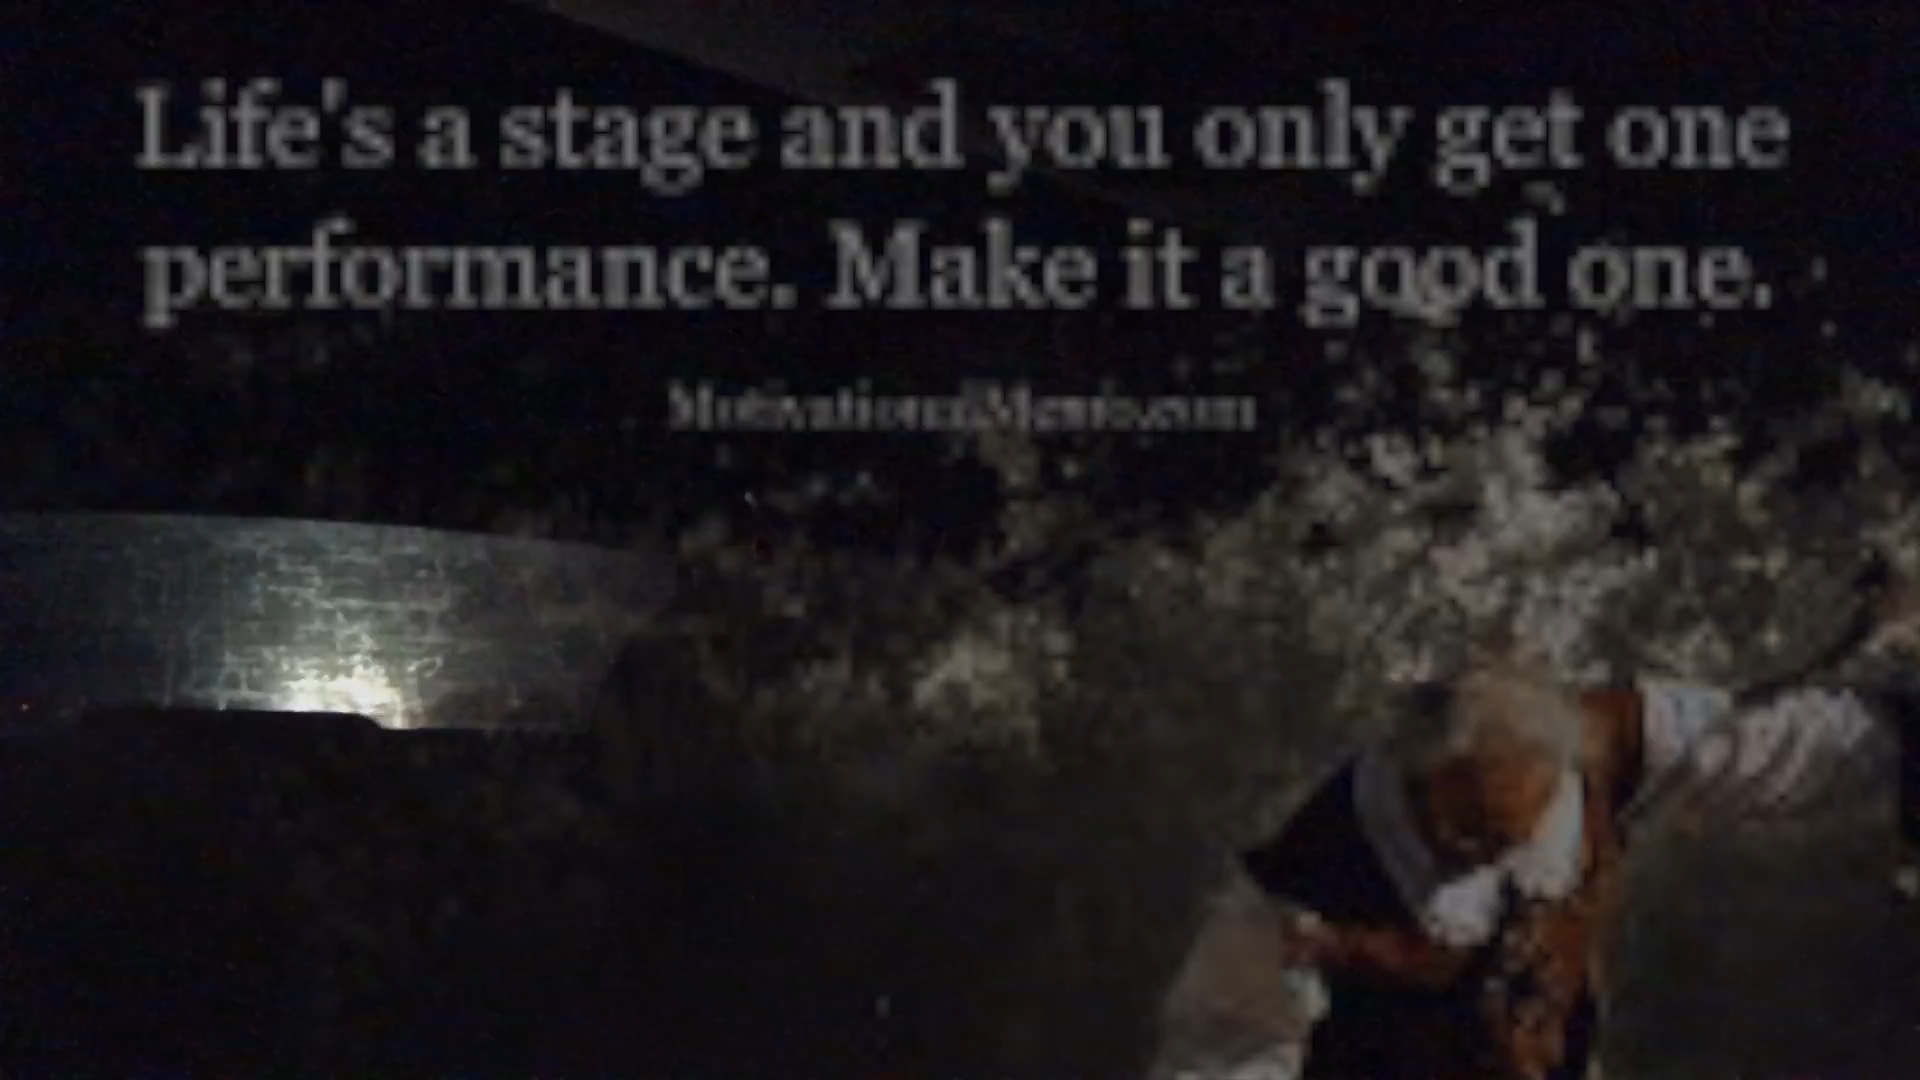 Life's a stage and you only get one
performance. Make it a good one.